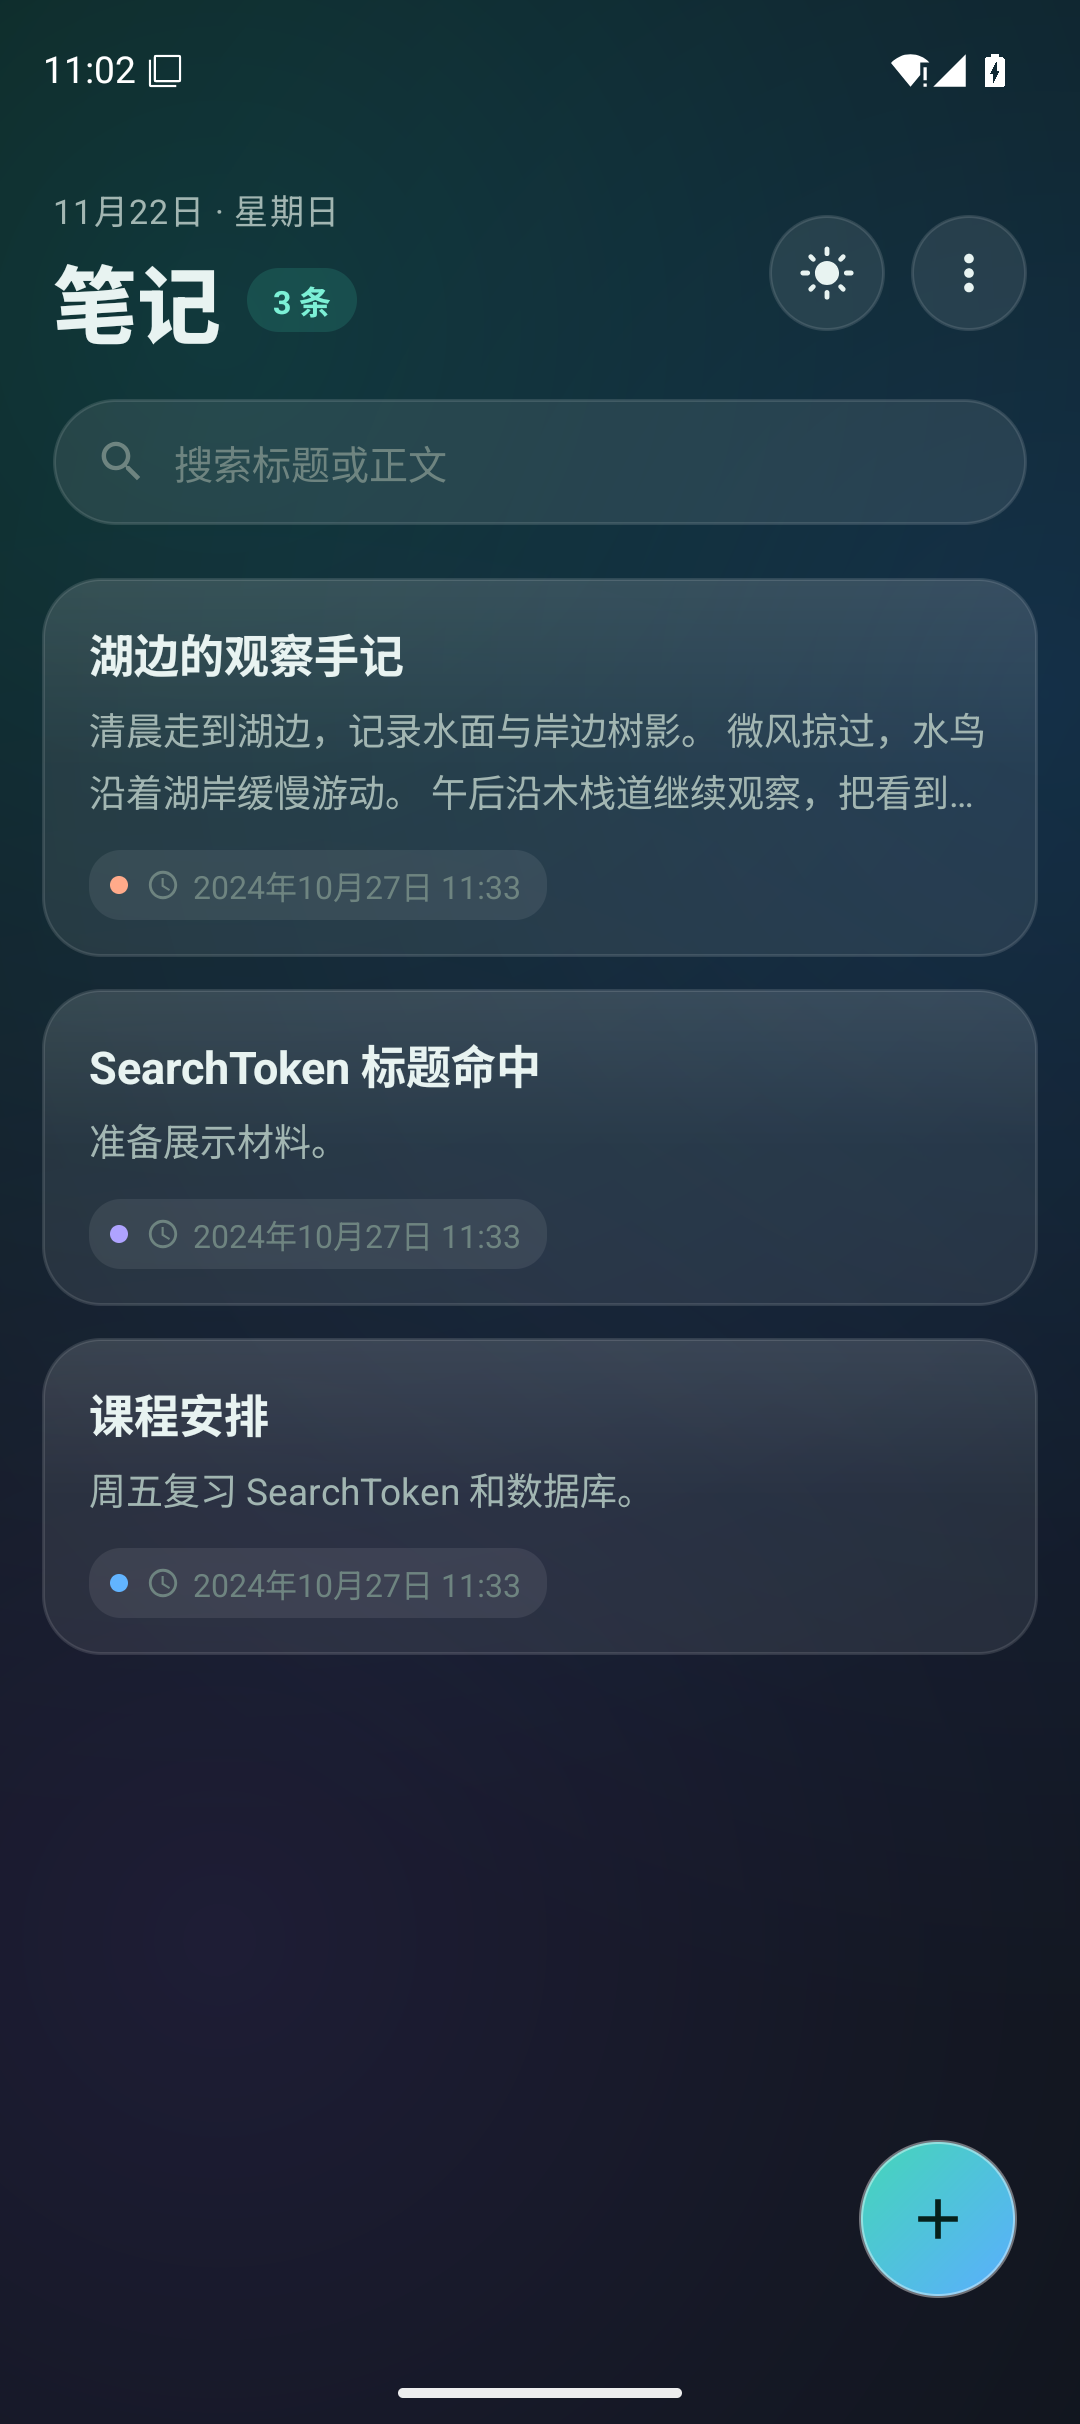 11:02
11月22日 · 星期日
笔记
3 条
搜索标题或正文
湖边的观察手记
清晨走到湖边，记录水面与岸边树影。 微风掠过，水鸟
沿着湖岸缓慢游动。 午后沿木栈道继续观察，把看到...
2024年10月27日 11:33
SearchToken 标题命中
准备展示材料。
2024年10月27日 11:33
课程安排
周五复习 SearchToken 和数据库。
2024年10月27日 11:33